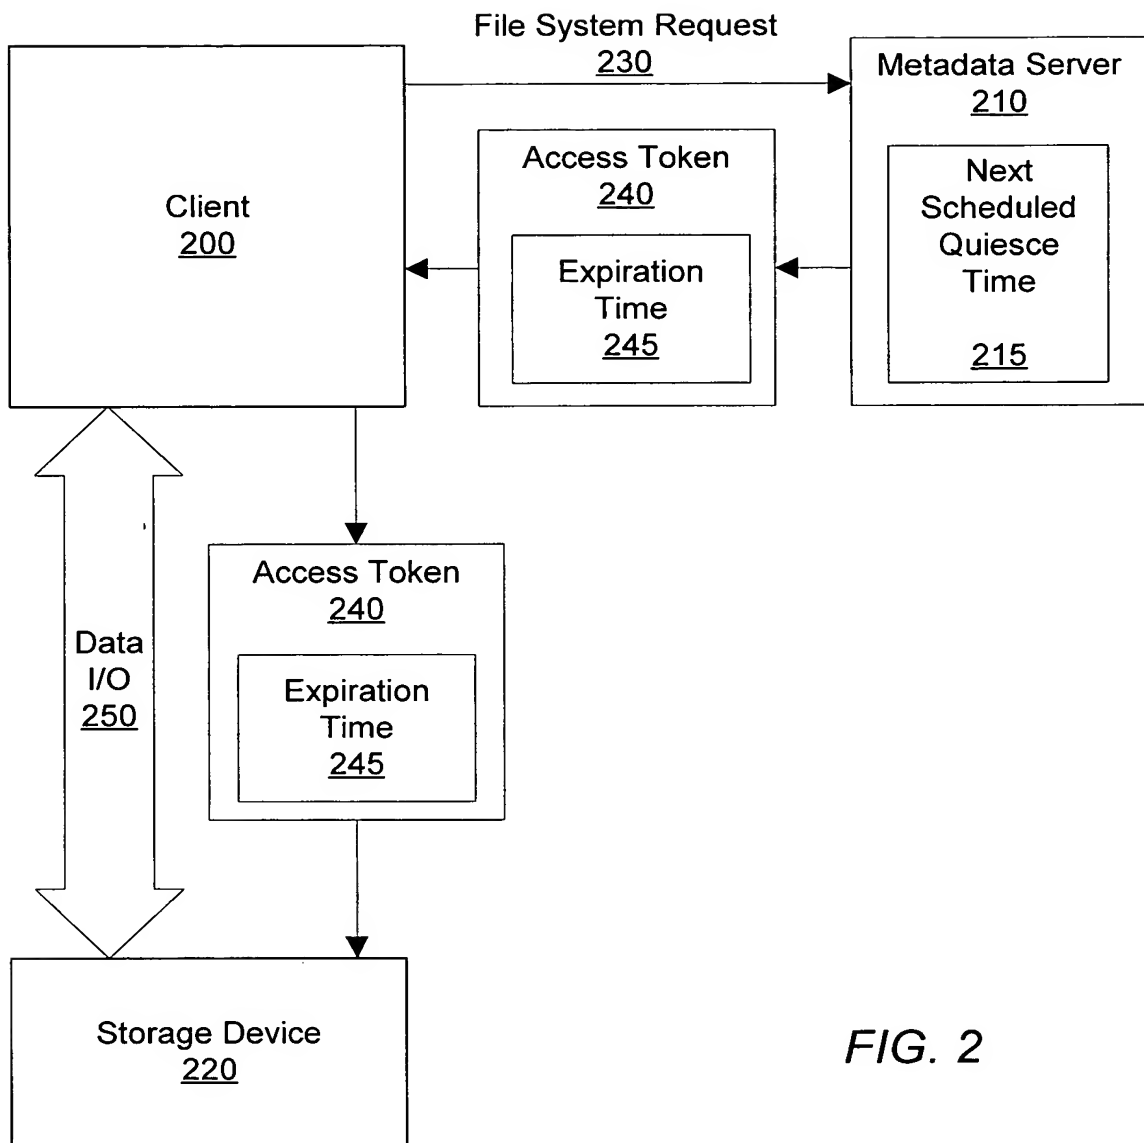 File System Request
230
Client
200
Access Token
240
Expiration
Time
245
Metadata Server
210
Next
Scheduled
Quiesce
Time
215
Access Token
240
Expiration
Time
245
Data
I/O
250
Storage Device
220
FIG. 2